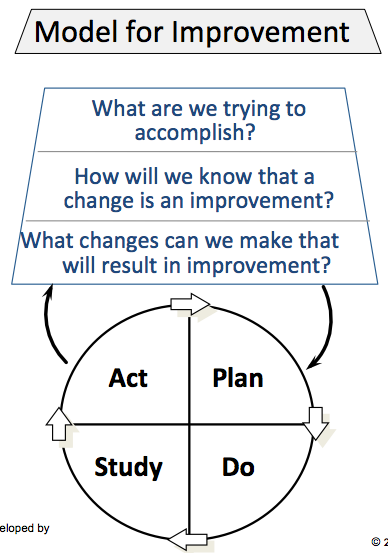 Model for Improvement
What are we trying to
accomplish?
How will we know that a
change is an improvement?
What changes can we make that
will result in improvement?
Act
Plan
Study
Do
eloped by
© 2